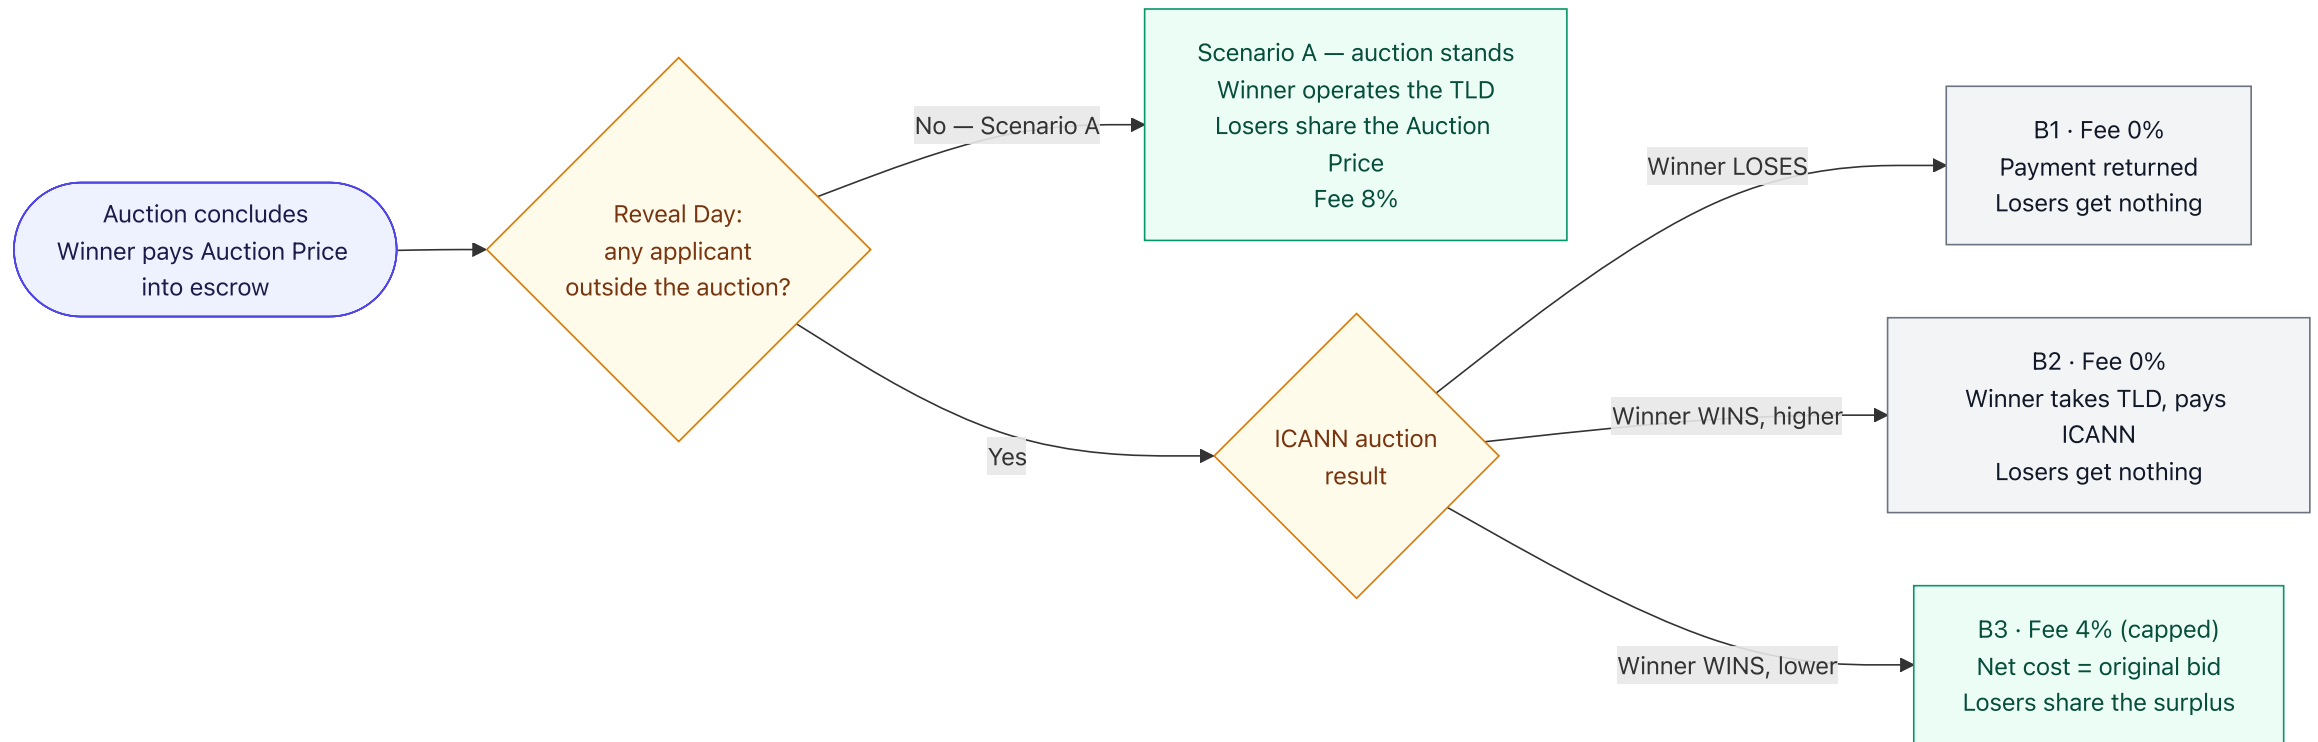 Auction concludes
Winner pays Auction Price
into escrow
Reveal Day:
any applicant
outside the auction?
No — Scenario A
Scenario A — auction stands
Winner operates the TLD
Losers share the Auction
Price
Fee 8%
Yes
ICANN auction
result
Winner LOSES
B1 · Fee 0%
Payment returned
Losers get nothing
Winner WINS, higher
B2 · Fee 0%
Winner takes TLD, pays
ICANN
Losers get nothing
Winner WINS, lower
B3 · Fee 4% (capped)
Net cost = original bid
Losers share the surplus